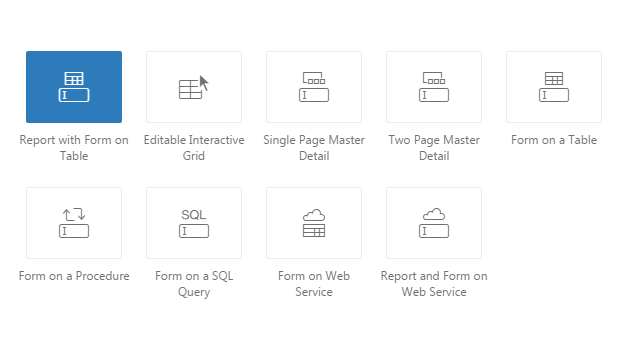 Report with Form on
Table
Editable Interactive
Grid
Single Page Master
Detail
Two Page Master
Detail
Form on a Table
Form on a Procedure
SQL
Form on a SQL
Query
Form on Web
Service
Report and Form on
Web Service